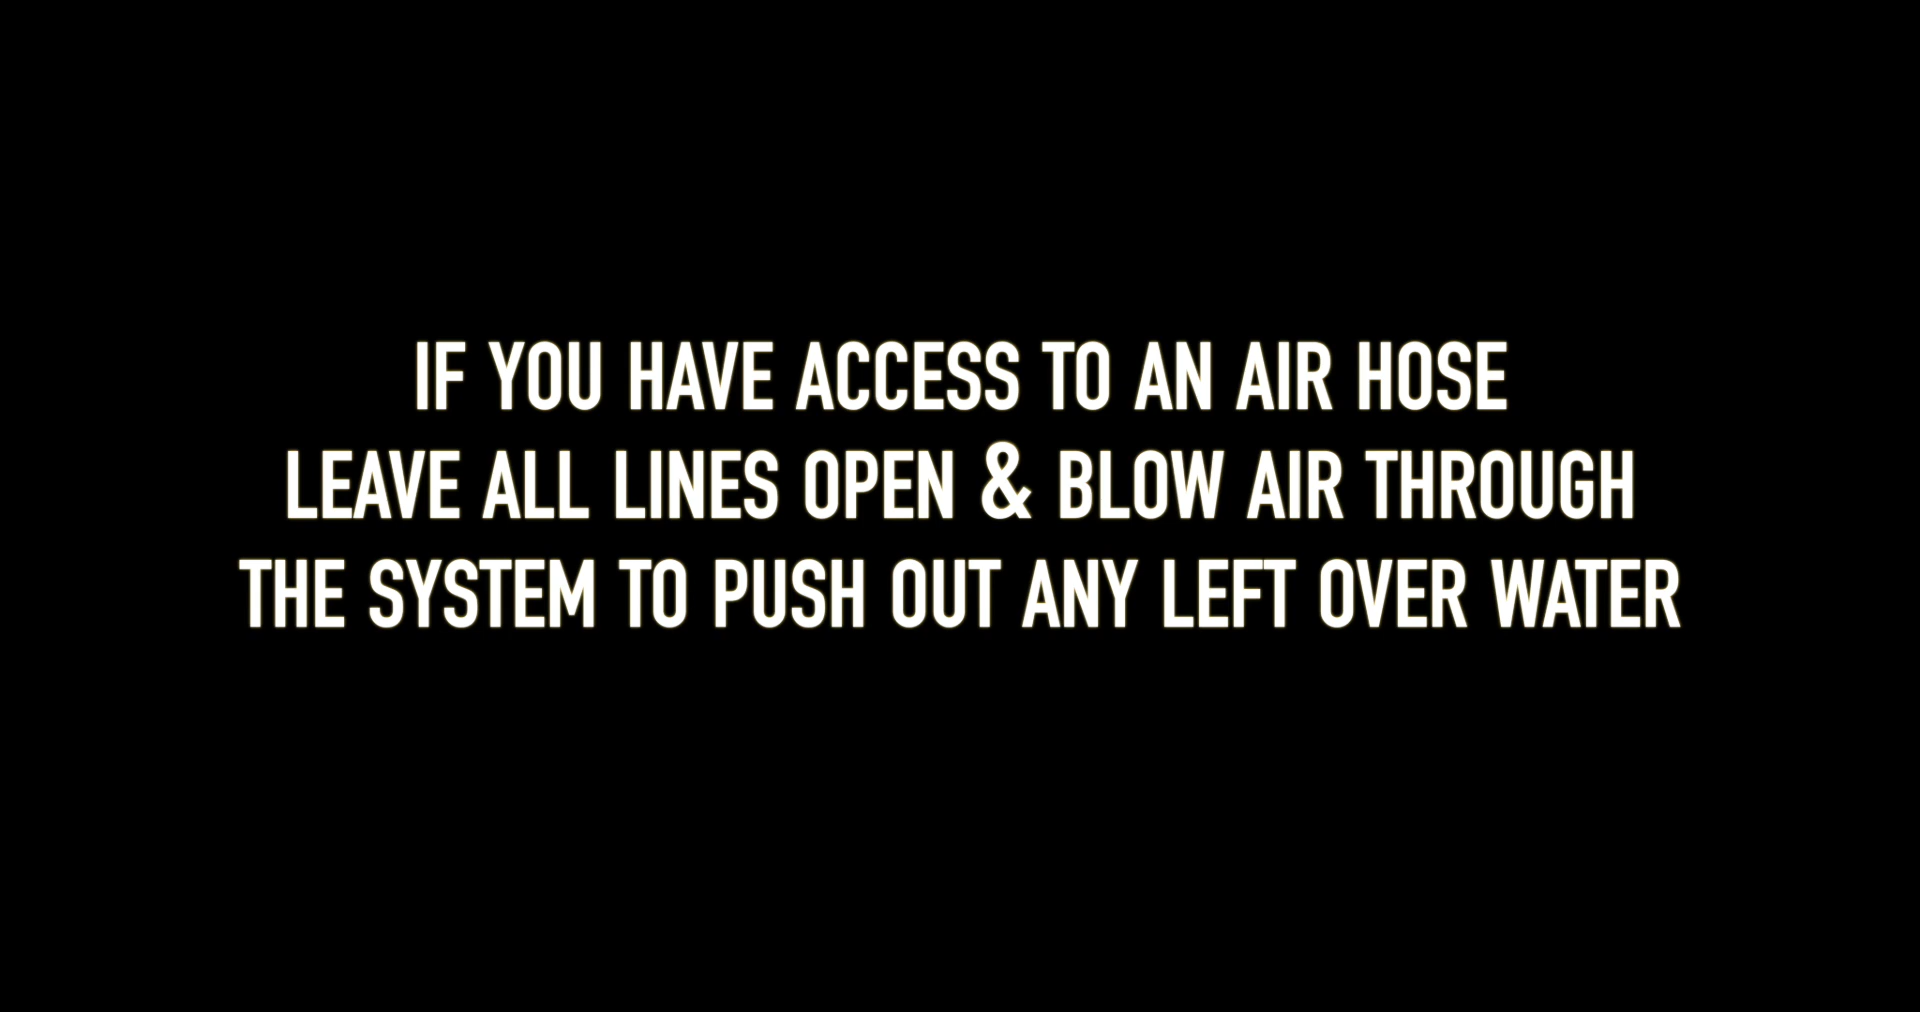 IF YOU HAVE ACCESS TO AN AIR HOSE
LEAVE ALL LINES OPEN & BLOW AIR THROUGH
THE SYSTEM TO PUSH OUT ANY LEFT OVER WATER